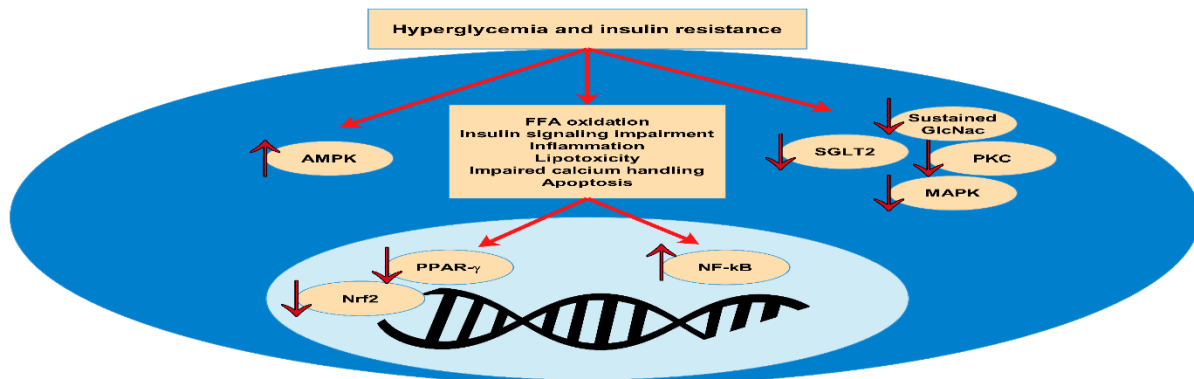 Hyperglycemia and insulin resistance
FFA oxidation
Insulin signaling Impairment
Inflammation
Lipotoxicity
Impaired calcium handling
Apoptosis
AMPK
SGLT2
Sustained
GlcNac
PKC
MAPK
PPAR-γ
Nrf2
NF-kB